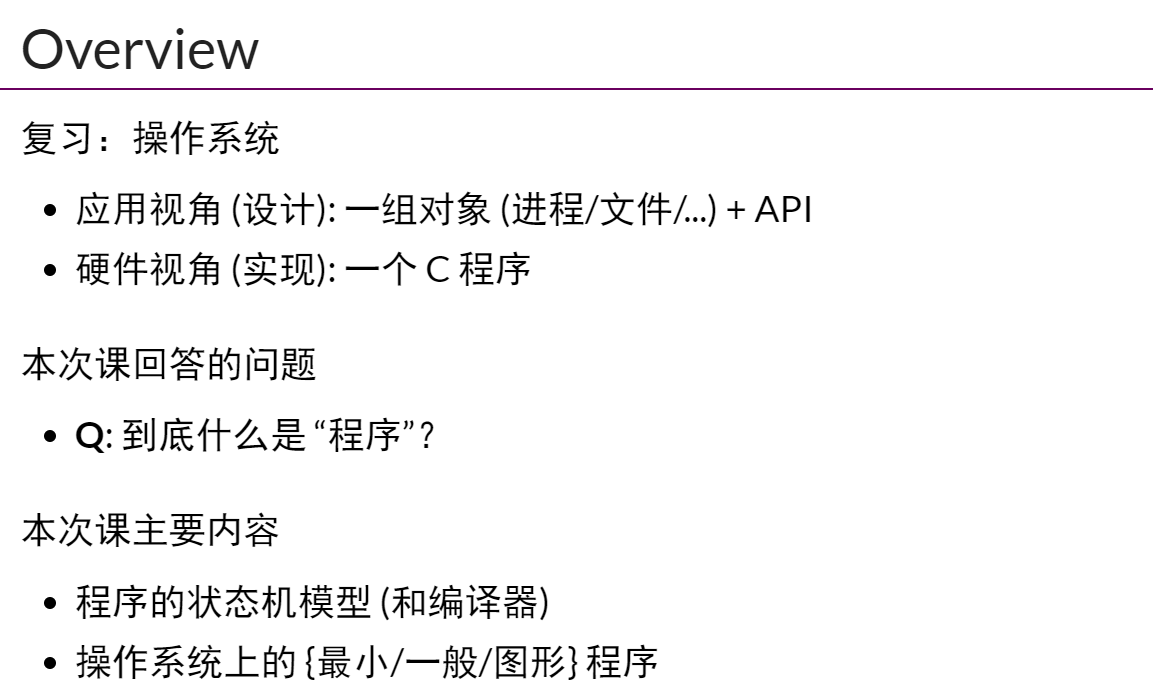 Overview
复习：操作系统
• 应用视角 (设计): 一组对象 (进程/文件/...) + API
• 硬件视角 (实现): 一个 C 程序
本次课回答的问题
• Q: 到底什么是 “程序”？
本次课主要内容
• 程序的状态机模型 (和编译器)
• 操作系统上的 {最小/一般/图形} 程序